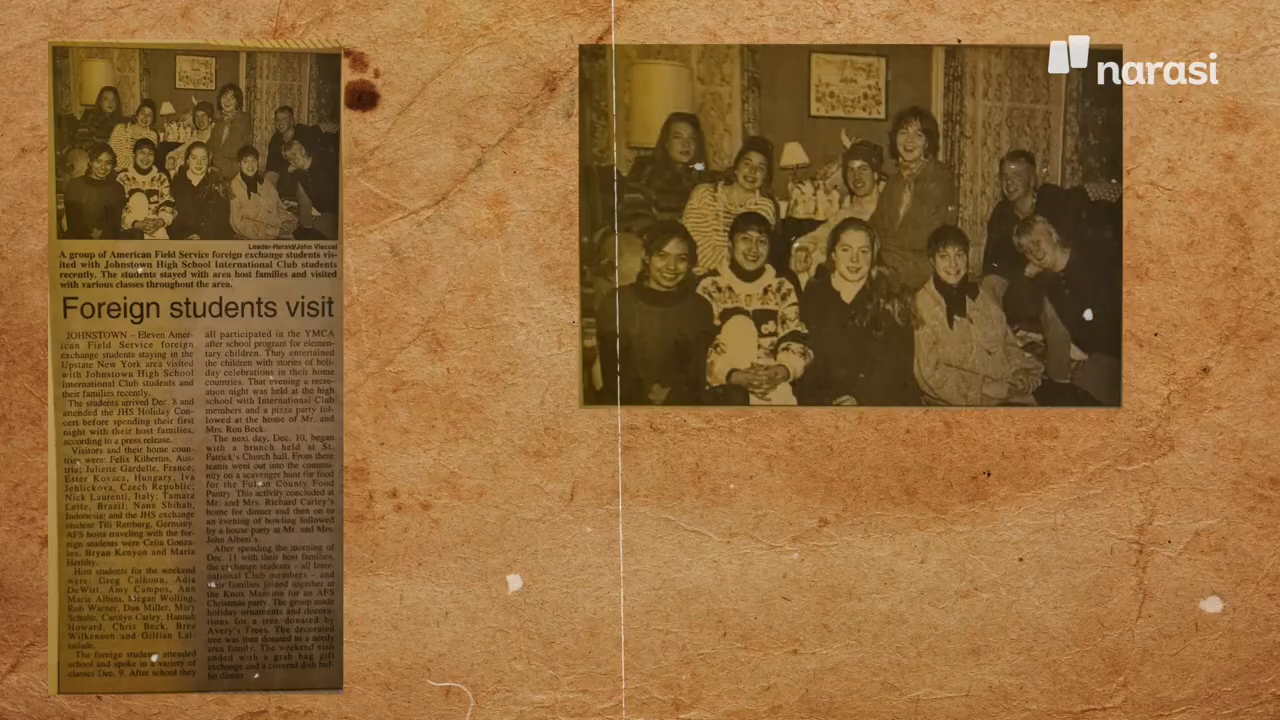 narasi
Leader-Herald/John Viscosi
A group of American Field Service foreign exchange students vis-
ited with Johnstown High School International Club students
recently. The students stayed with area host families and visited
with various classes throughout the area.
Foreign students visit
JOHNSTOWN – Eleven Amer-
ican Field Service foreign
exchange students staying in the
Upstate New York area visited
with Johnstown High School
International Club students and
their families recently.
The students arrived Dec. 8 and
attended the JHS Holiday Con-
cert before spending their first
night with their host families,
according to a press release.
Visitors and their home coun-
tries were: Felix Kilbertus, Aus-
tria; Juliette Gardelle, France;
Ester Kovacs, Hungary; Iva
Jehlickova, Czech Republic;
Nick Laurenti, Italy; Tamara
Leite, Brazil; Nana Shihab,
Indonesia; and the JHS exchange
student Tili Rettburg, Germany.
AFS hosts traveling with the for-
eign students were Celia Gonza-
les, Bryan Kenyon and Maria
Herlihy.
Host students for the weekend
were: Greg Calhoun, Adia
DeWitt, Amy Campos, Ann
Marie Albini, Megan Wolling,
Rob Warner, Dan Miller, Mary
Schultz, Caitlyn Carley, Hannah
Howard, Chris Beck, Bree
Wilkenson and Gillian Lat-
The foreign students attended
school and spoke in a variety of
classes Dec. 9. After school they
all participated in the YMCA
after school program for elemen-
tary children. They entertained
the children with stories of holi-
day celebrations in their home
countries. That evening a recre-
ation night was held at the high
school with International Club
members and a pizza party fol-
lowed at the home of Mr. and
Mrs. Ron Beck.
The next day, Dec. 10, began
with a brunch held at St.
Patrick's Church hall. From there
teams went out into the commu-
nity on a scavenger hunt for food
for the Fulton County Food
Pantry. This activity concluded at
Mr. and Mrs. Richard Carley's
home for dinner and then on to
an evening of bowling followed
by a house party at Mr. and Mrs.
John Albini's.
After spending the morning of
Dec. 11 with their host families,
the exchange students – all Inter-
national Club members – and
their families joined together at
the Knox Mansion for an AFS
Christmas party. The group made
holiday ornaments and decora-
tions for a tree donated by
Avery's Trees. The decorated
tree was then donated to a needy
area family. The weekend visit
ended with a grab bag gift
exchange and a covered dish buf-
fet dinner.